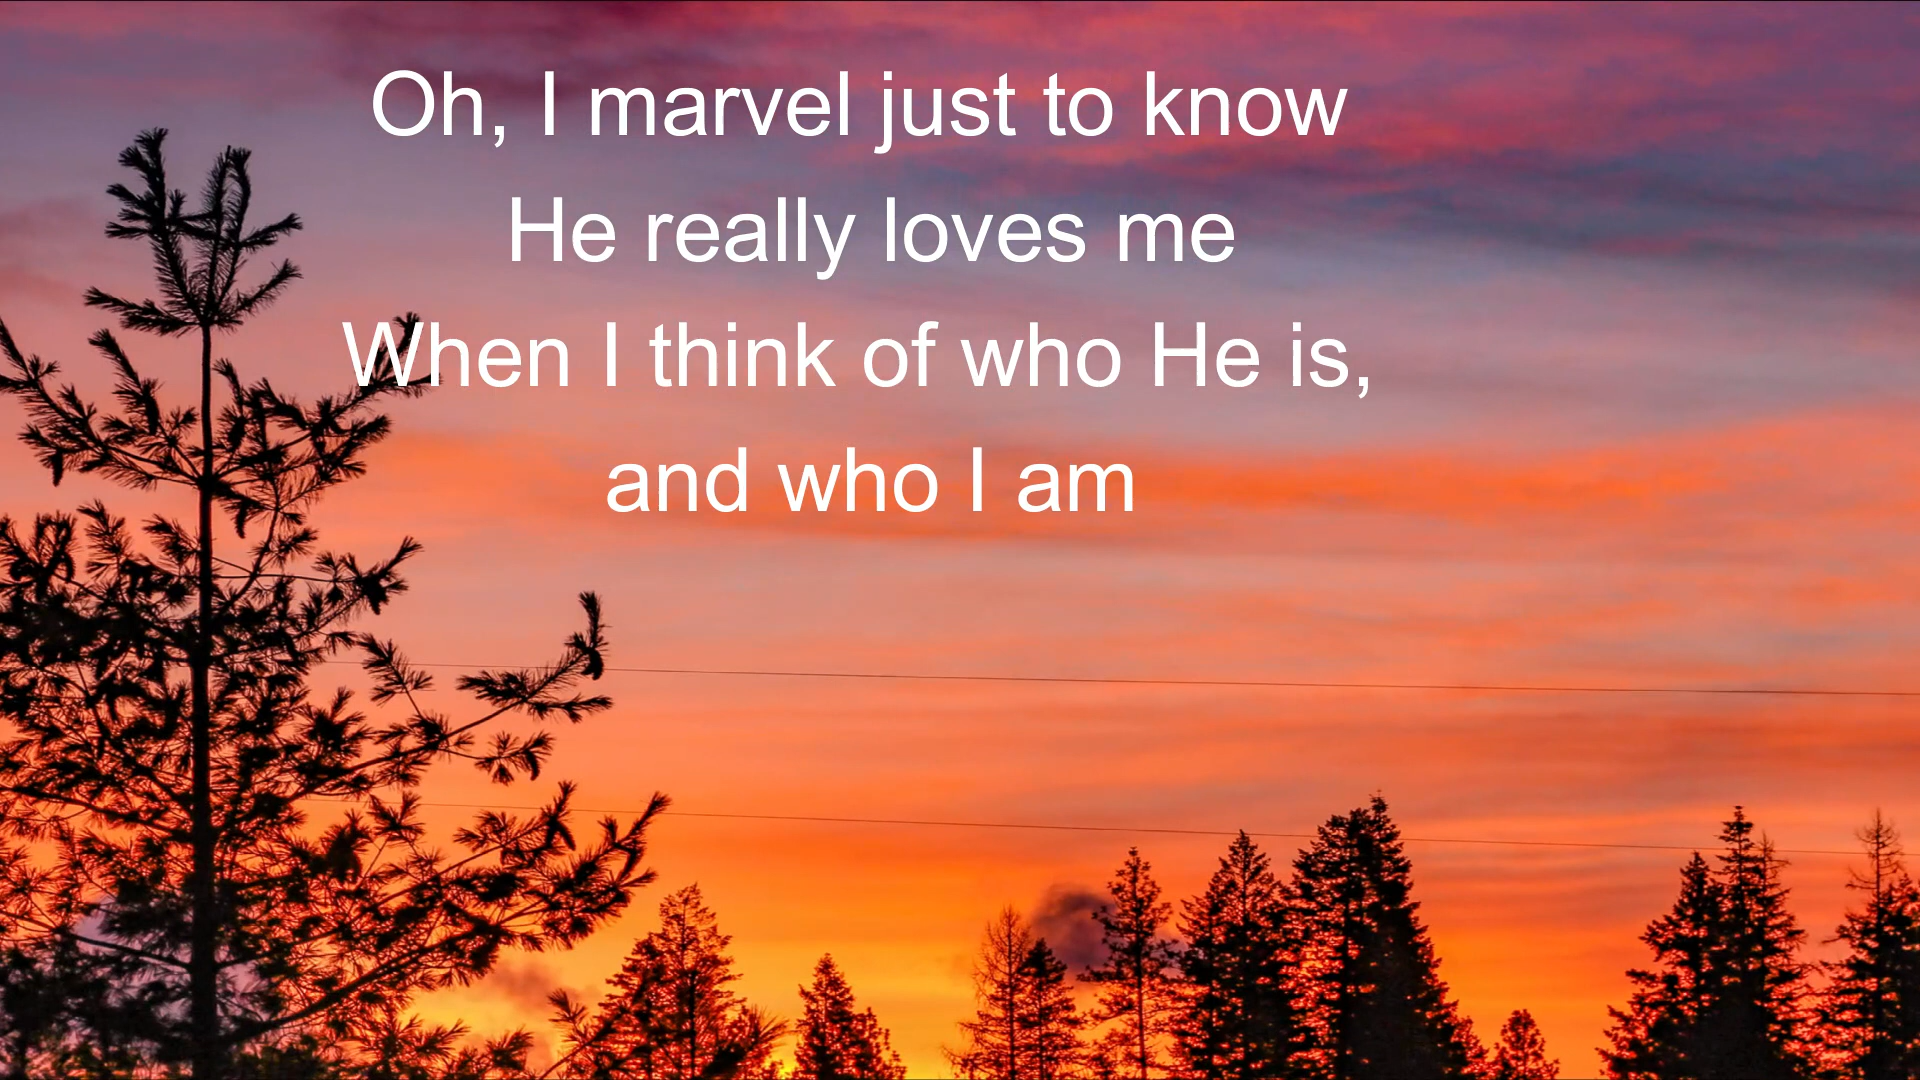 Oh, I marvel just to know
He really loves me
When I think of who He is,
and who I am